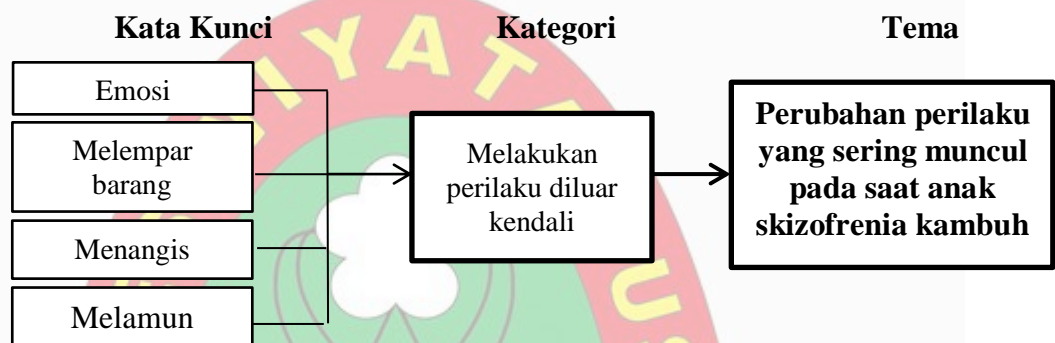 Kata Kunci Kategori Tema
Emosi
Melempar
barang
Menangis
Melamun
Melakukan
perilaku diluar
kendali
Perubahan perilaku
yang sering muncul
pada saat anak
skizofrenia kambuh